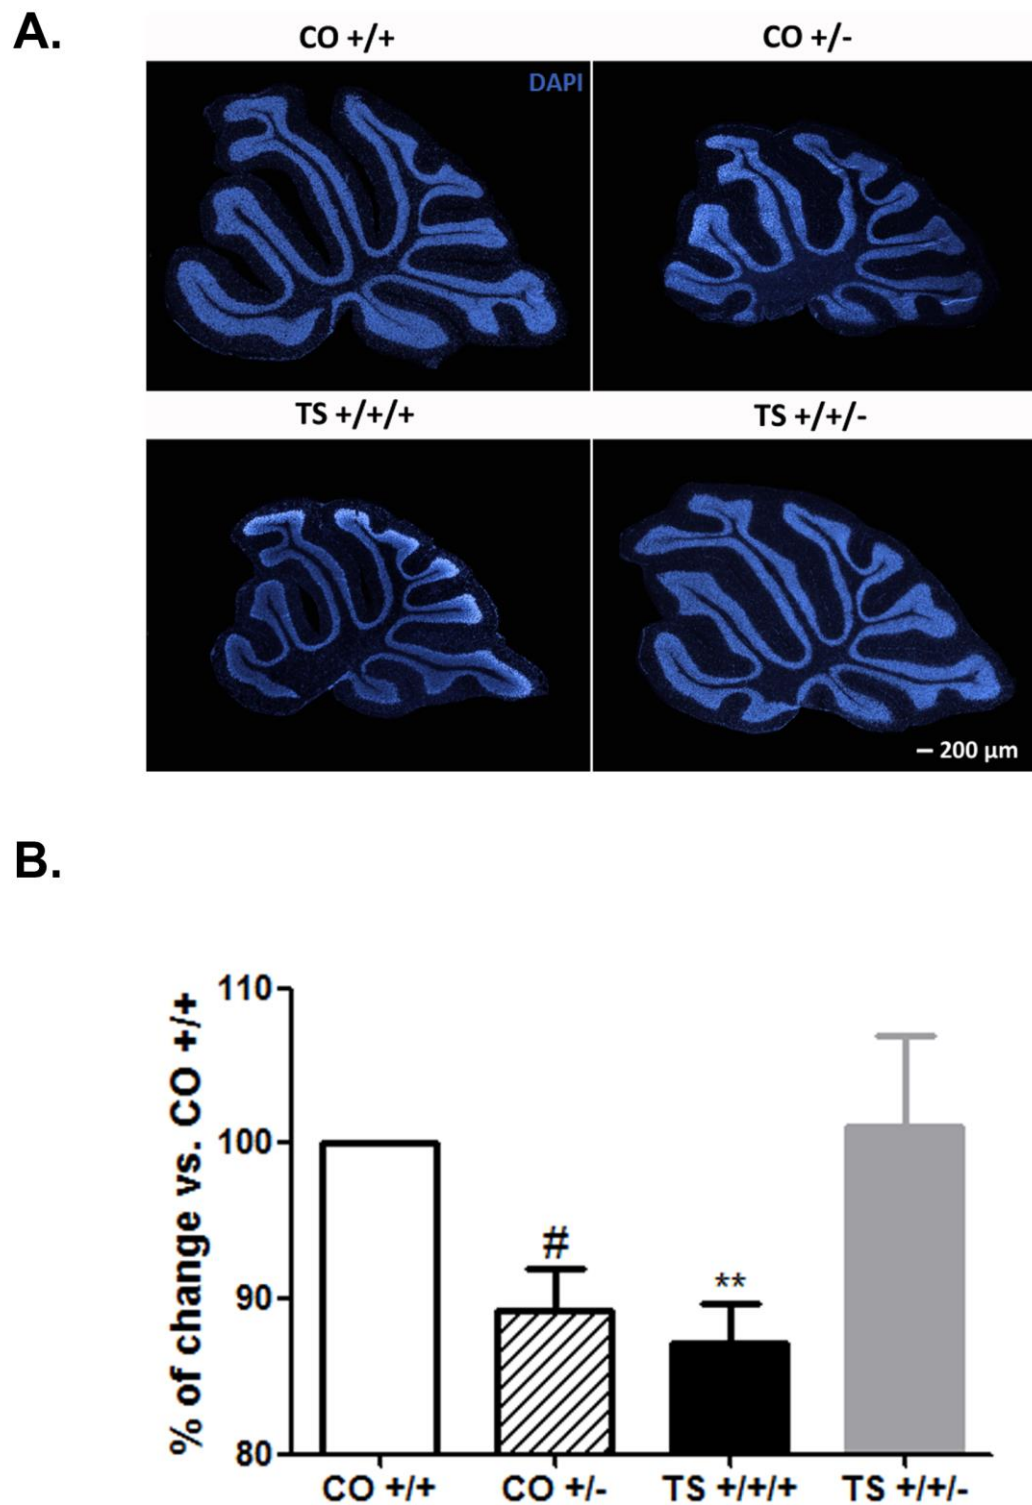 A.
CO +/+
CO +/-
DAPI
TS +/+/+
TS +/+/-
200 µm
B.
% of change vs. CO +/+
110
100
90
80
#
**
CO +/+
CO +/-
TS +/+/+
TS +/+/-